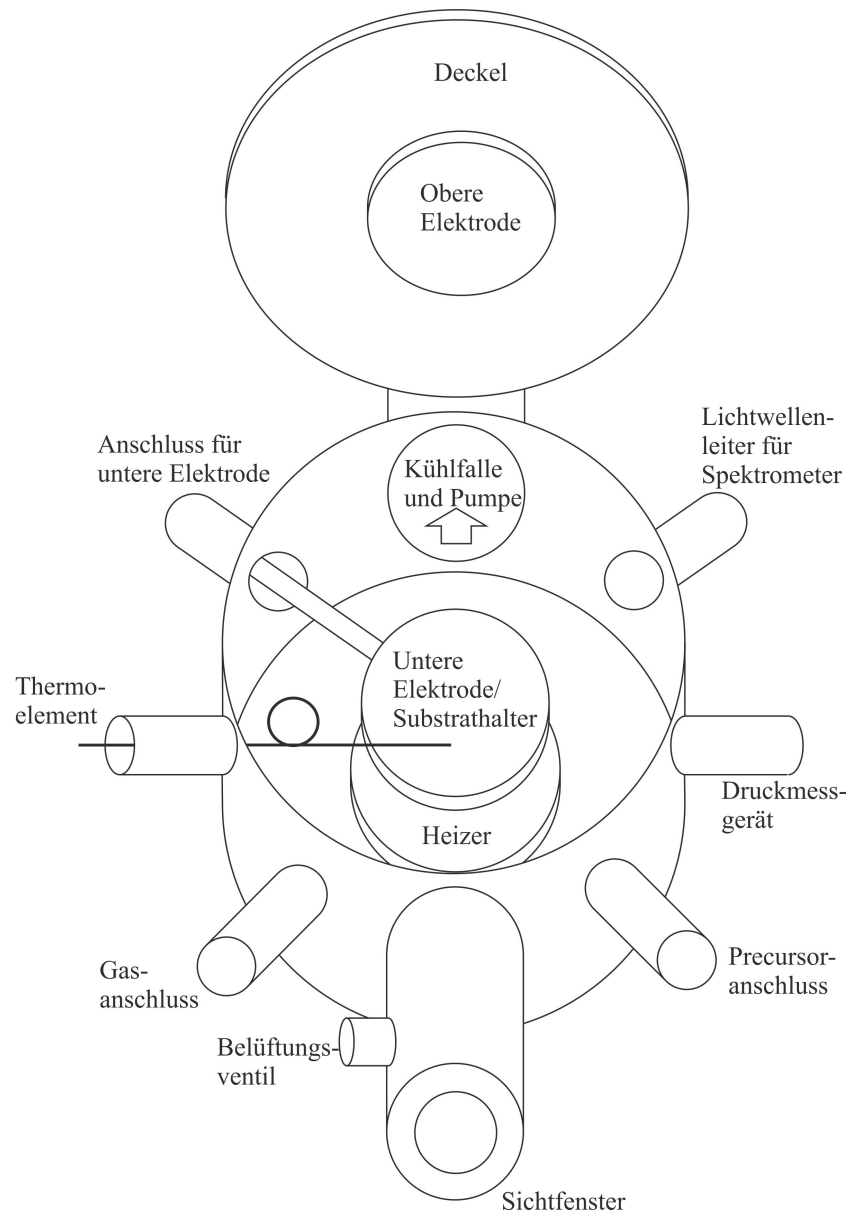 Deckel
Obere
Elektrode
Anschluss für
untere Elektrode
Lichtwellen-
leiter für
Spektrometer
Kühlfalle
und Pumpe
Thermo-
element
Untere
Elektrode/
Substrathalter
Druckmess-
gerät
Heizer
Gas-
anschluss
Precursor-
anschluss
Belüftungs-
ventil
Sichtfenster